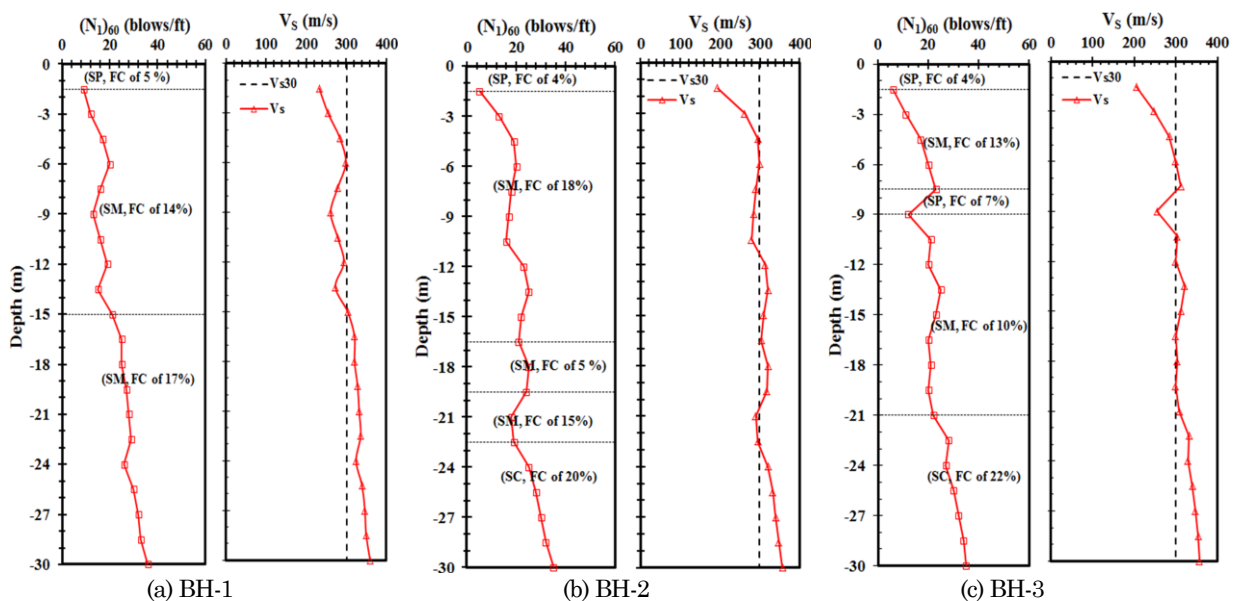 (N₁)₆₀ (blows/ft)
0 20 40 60
V_S (m/s)
0 100 200 300 400
0
-3
-6
-9
-12
-15
-18
-21
-24
-27
-30
Depth (m)
(SP, FC of 5 %)
(SM, FC of 14%)
(SM, FC of 17%)
Vs30
Vs
(a) BH-1
(N₁)₆₀ (blows/ft)
0 20 40 60
V_S (m/s)
0 100 200 300 400
0
-3
-6
-9
-12
-15
-18
-21
-24
-27
-30
Depth (m)
(SP, FC of 4%)
(SM, FC of 18%)
(SM, FC of 5 %)
(SM, FC of 15%)
(SC, FC of 20%)
Vs30
Vs
(b) BH-2
(N₁)₆₀ (blows/ft)
0 20 40 60
V_S (m/s)
0 100 200 300 400
0
-3
-6
-9
-12
-15
-18
-21
-24
-27
-30
Depth (m)
(SP, FC of 4%)
(SM, FC of 13%)
(SP, FC of 7%)
(SM, FC of 10%)
(SC, FC of 22%)
Vs30
Vs
(c) BH-3